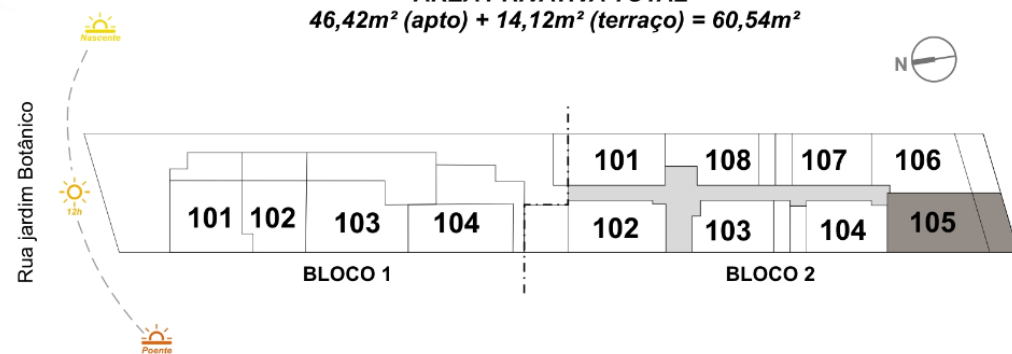 46,42m² (apto) + 14,12m² (terraço) = 60,54m²
Nascente
N
Rua jardim Botânico
12h
101 108 107 106
101 102 103 104
102 103 104 105
BLOCO 1
BLOCO 2
Poente